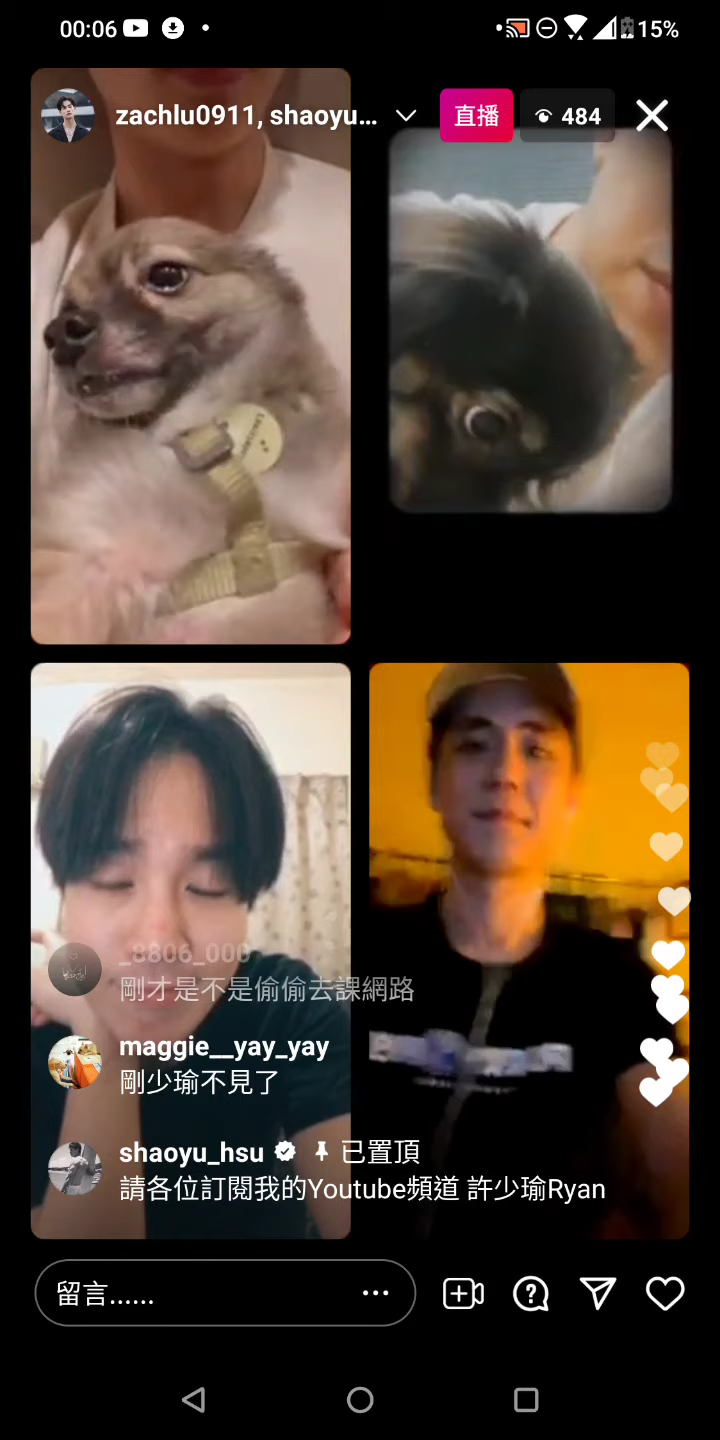 00:06
15%
zachlu0911, shaoyu...
直播
484
_8806_000
剛才是不是偷偷去課網路
maggie__yay_yay
剛少瑜不見了
shaoyu_hsu 已置頂
請各位訂閱我的Youtube頻道 許少瑜Ryan
留言......